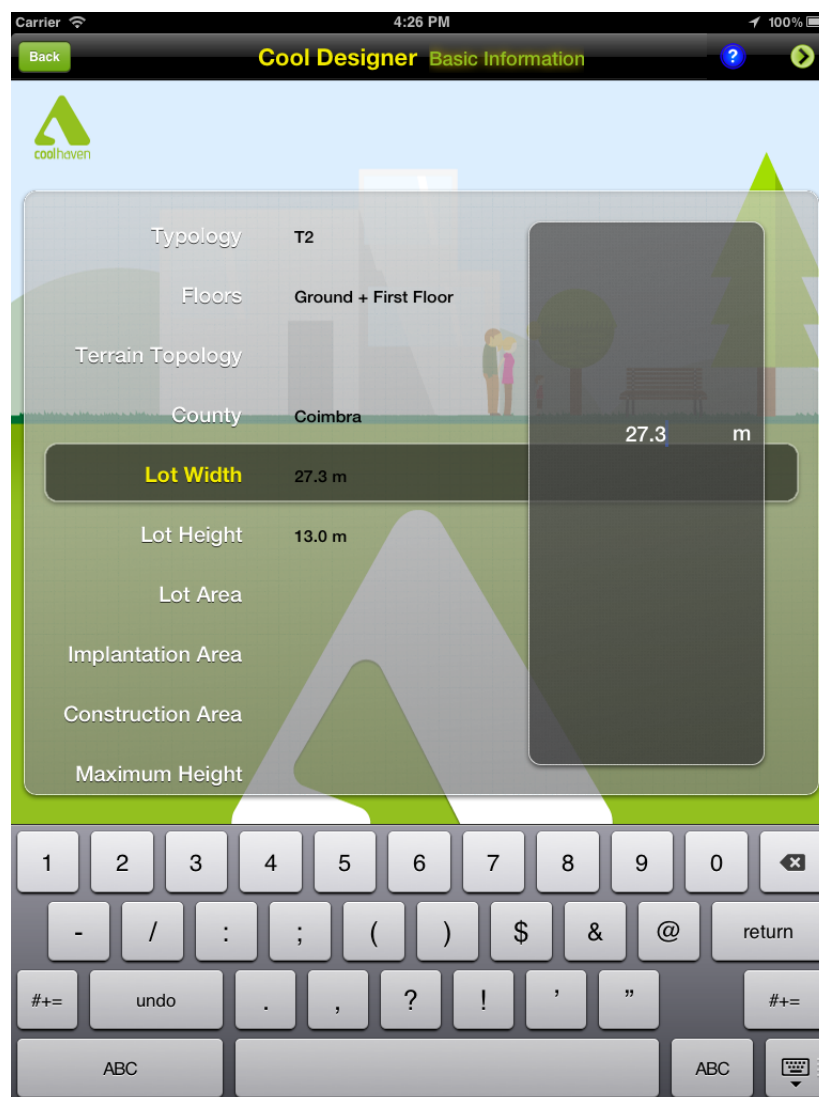 Carrier 4:26 PM 100%
Back Cool Designer Basic Information ?
coolhaven
Typology T2
Floors Ground + First Floor
Terrain Topology
County Coimbra
27.3 m
Lot Width 27.3 m
Lot Height 13.0 m
Lot Area
Implantation Area
Construction Area
Maximum Height
1 2 3 4 5 6 7 8 9 0
- / : ; ( ) $ & @ return
#+= undo . , ? ! ’ ” #+=
ABC ABC